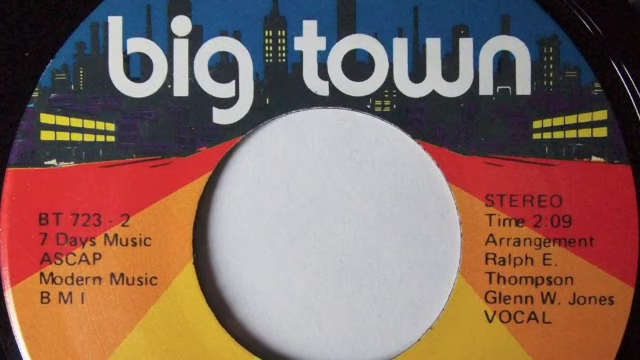 big town
BT 723 - 2
7 Days Music
ASCAP
Modern Music
B M I
STEREO
Time 2:09
Arrangement
Ralph E.
Thompson
Glenn W. Jones
VOCAL